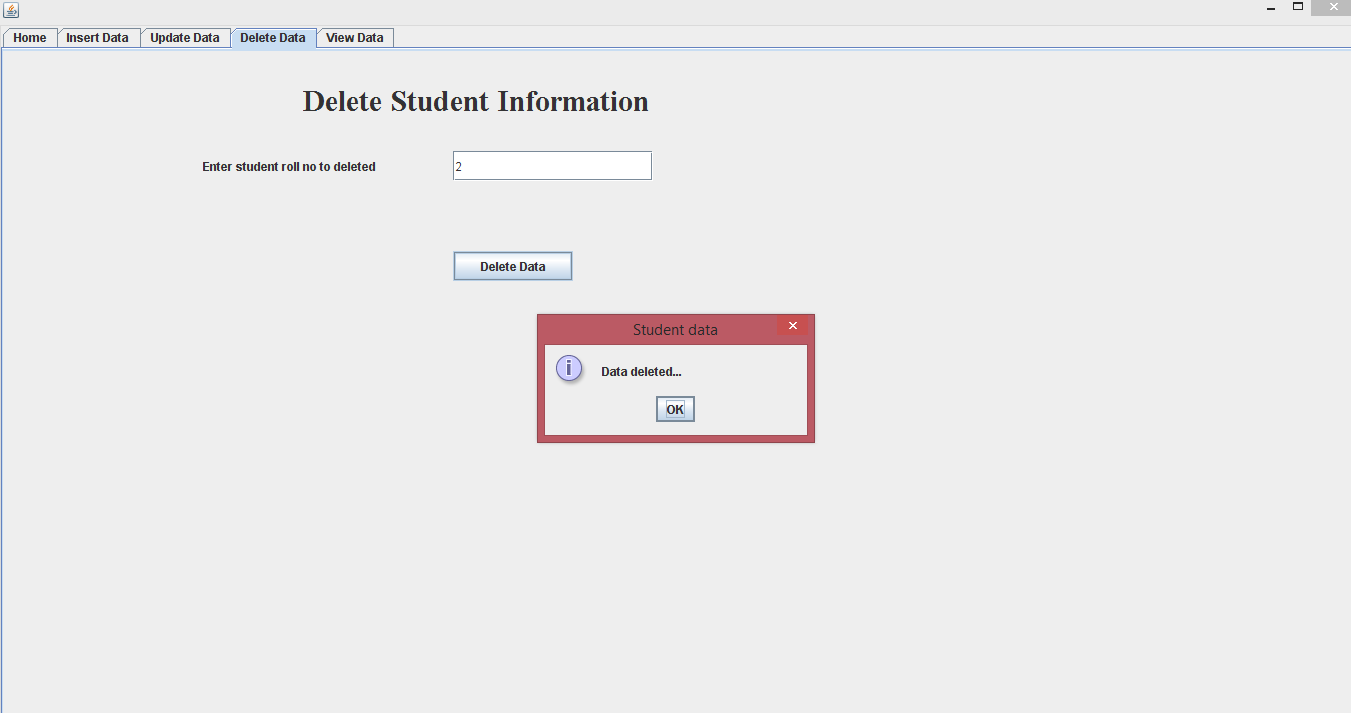 Home Insert Data Update Data Delete Data View Data
Delete Student Information
Enter student roll no to deleted 2
Delete Data
Student data
Data deleted...
OK